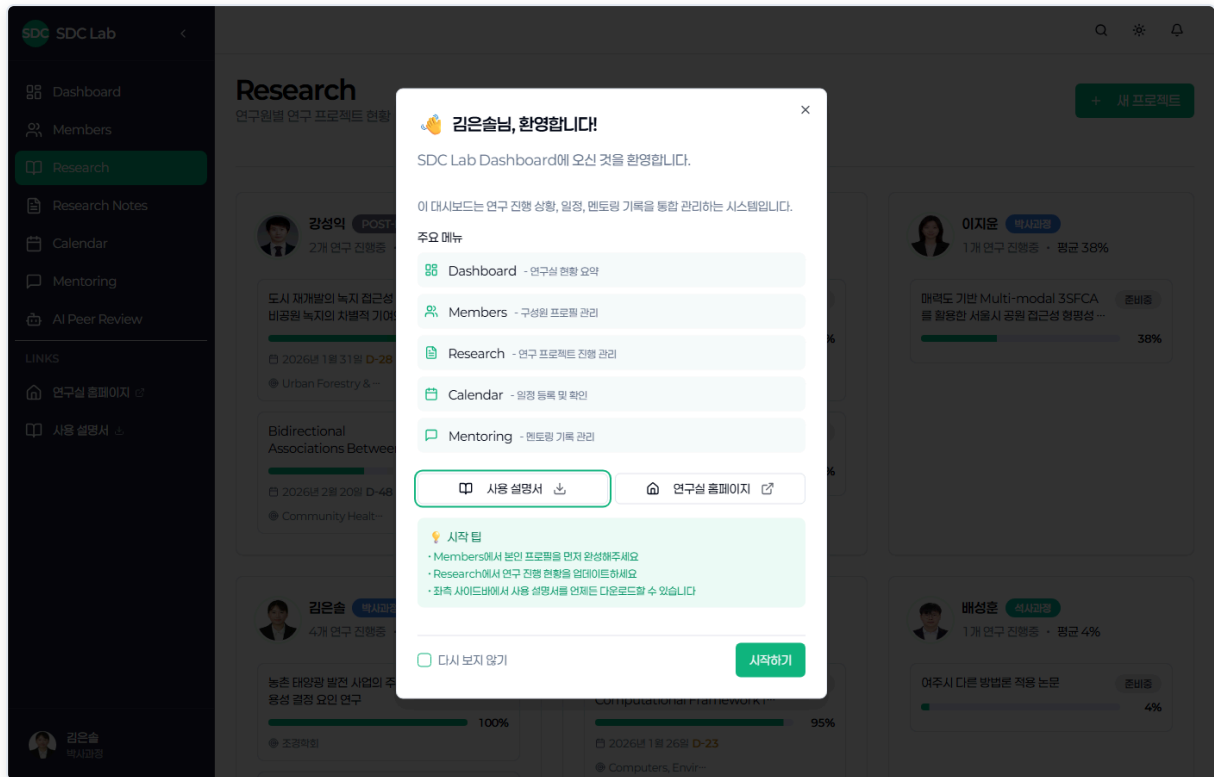 SDC SDC Lab
Dashboard
Members
Research
Research Notes
Calendar
Mentoring
AI Peer Review
LINKS
연구실 홈페이지
사용 설명서
김은솔
박사과정
Research
연구원별 연구 프로젝트 현황
+ 새 프로젝트
강성익 POST-
2개 연구 진행중 •
도시 재개발의 녹지 접근성
비공원 녹지의 차별적 기여
2026년 1월 31일 D-28
Urban Forestry & ···
Bidirectional
Associations Between
2026년 2월 20일 D-48
Community Healt···
이지윤 박사과정
1개 연구 진행중 • 평균 38%
매력도 기반 Multi-modal 3SFCA 준비중
를 활용한 서울시 공원 접근성 형평성 ···
38%
김은솔 박사과정
4개 연구 진행중 •
농촌 태양광 발전 사업의 주
용성 결정 요인 연구
100%
조경학회
Computational Framework f···
95%
2026년 1월 26일 D-23
Computers, Envir···
배성훈 석사과정
1개 연구 진행중 • 평균 4%
여주시 다른 방법론 적용 논문 준비중
4%
👋 김은솔님, 환영합니다!
SDC Lab Dashboard에 오신 것을 환영합니다.
이 대시보드는 연구 진행 상황, 일정, 멘토링 기록을 통합 관리하는 시스템입니다.
주요 메뉴
Dashboard - 연구실 현황 요약
Members - 구성원 프로필 관리
Research - 연구 프로젝트 진행 관리
Calendar - 일정 등록 및 확인
Mentoring - 멘토링 기록 관리
사용 설명서
연구실 홈페이지
💡 시작 팁
• Members에서 본인 프로필을 먼저 완성해주세요
• Research에서 연구 진행 현황을 업데이트하세요
• 좌측 사이드바에서 사용 설명서를 언제든 다운로드할 수 있습니다
다시 보지 않기
시작하기